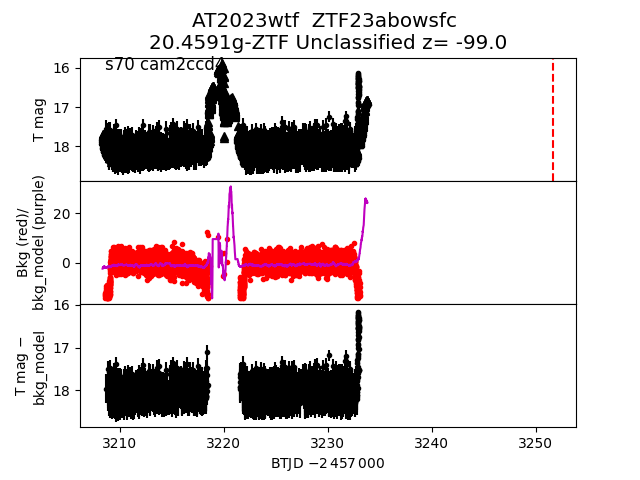 AT2023wtf  ZTF23abowsfc
20.4591g-ZTF Unclassified z= -99.0
s70 cam2ccd4
16
17
18
T mag
20
0
Bkg (red)/
bkg_model (purple)
16
17
18
T mag −
bkg_model
3210
3220
3230
3240
3250
BTJD −2 457 000